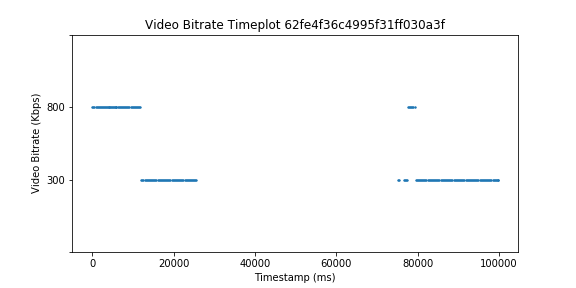 Video Bitrate Timeplot 62fe4f36c4995f31ff030a3f
Video Bitrate (Kbps)
800
300
0 20000 40000 60000 80000 100000
Timestamp (ms)